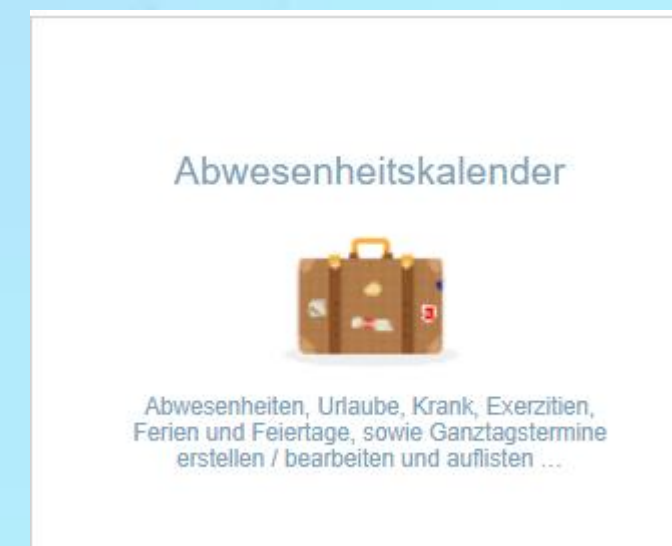 Abwesenheitskalender
Abwesenheiten, Urlaube, Krank, Exerzitien,
Ferien und Feiertage, sowie Ganztagstermine
erstellen / bearbeiten und auflisten ...